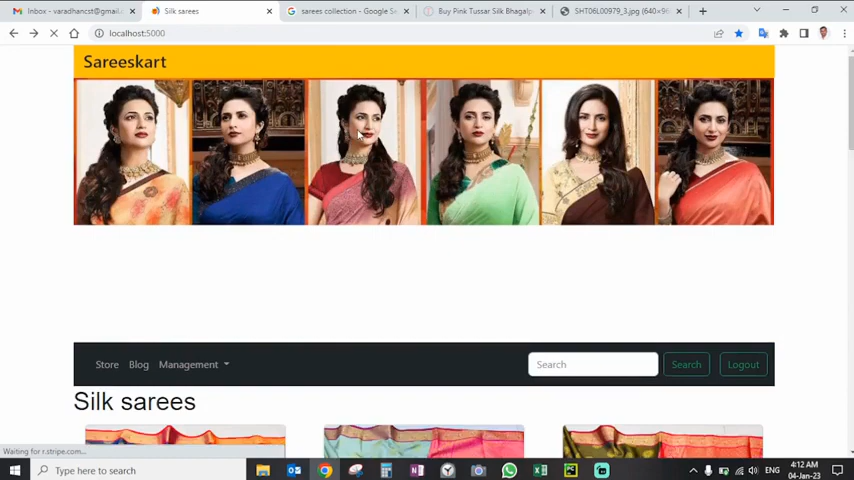 Inbox - varadhancst@gmail.
Silk sarees
sarees collection - Google Se
Buy Pink Tussar Silk Bhagalp
SHT06L00979_3.jpg (640×96
localhost:5000
Sareeskart
Store Blog Management
Search Search Logout
Silk sarees
Waiting for r.stripe.com...
Type here to search
ENG
4:12 AM
04-Jan-23